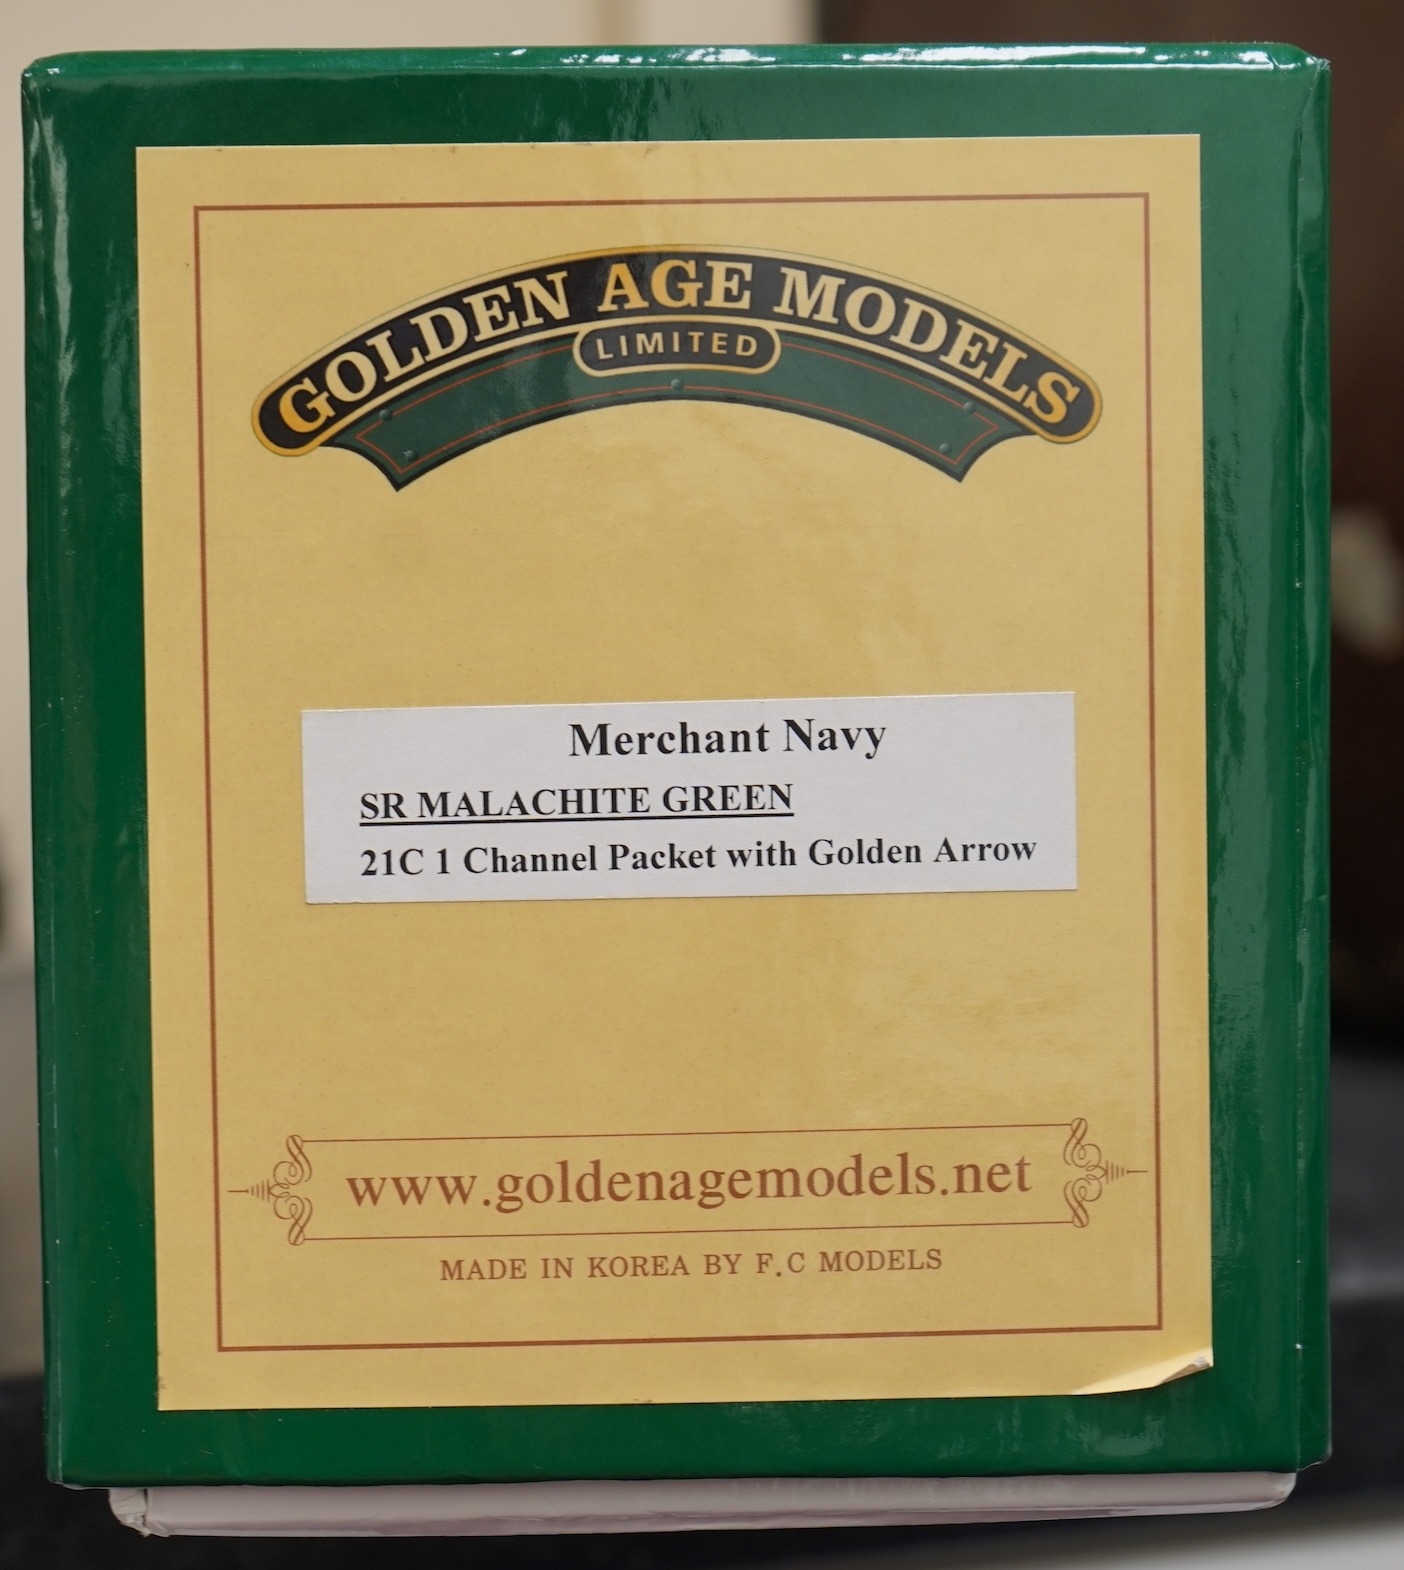 GOLDEN AGE MODELS
LIMITED
Merchant Navy
SR MALACHITE GREEN
21C 1 Channel Packet with Golden Arrow
www.goldenagemodels.net
MADE IN KOREA BY F.C MODELS